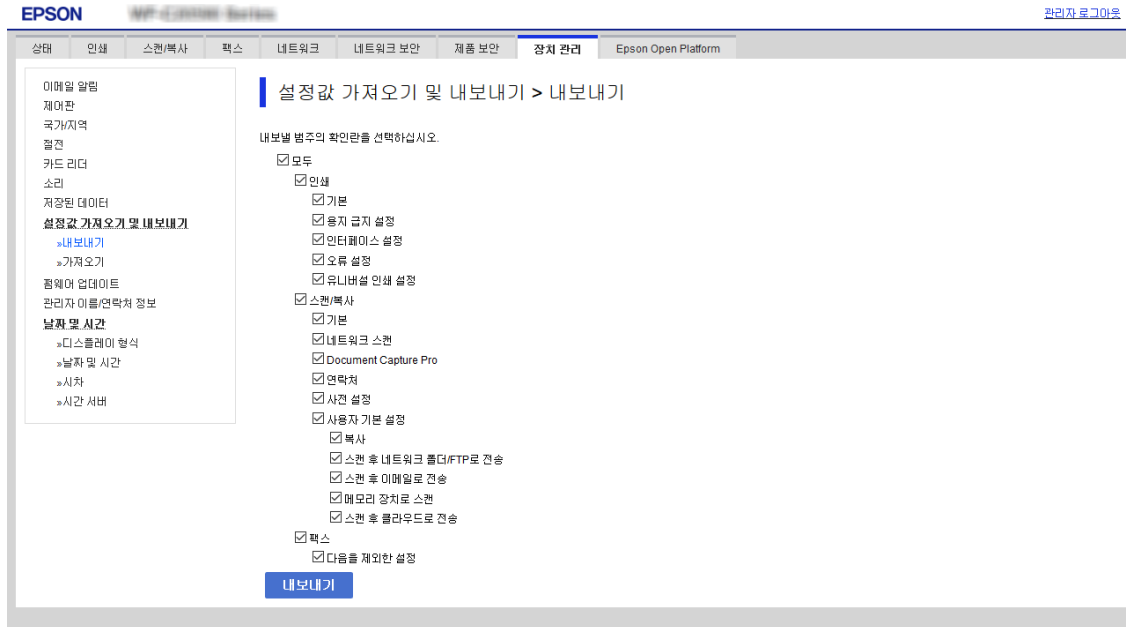 EPSON
관리자 로그아웃
상태 인쇄 스캔/복사 팩스 네트워크 네트워크 보안 제품 보안 장치 관리 Epson Open Platform
이메일 알림
제어판
국가/지역
절전
카드 리더
소리
저장된 데이터
설정값 가져오기 및 내보내기
»내보내기
»가져오기
펌웨어 업데이트
관리자 이름/연락처 정보
날짜 및 시간
»디스플레이 형식
»날짜 및 시간
»시차
»시간 서버
설정값 가져오기 및 내보내기 > 내보내기
내보낼 범주의 확인란을 선택하십시오.
모두
인쇄
기본
용지 급지 설정
인터페이스 설정
오류 설정
유니버설 인쇄 설정
스캔/복사
기본
네트워크 스캔
Document Capture Pro
연락처
사전 설정
사용자 기본 설정
복사
스캔 후 네트워크 폴더/FTP로 전송
스캔 후 이메일로 전송
메모리 장치로 스캔
스캔 후 클라우드로 전송
팩스
다음을 제외한 설정
내보내기